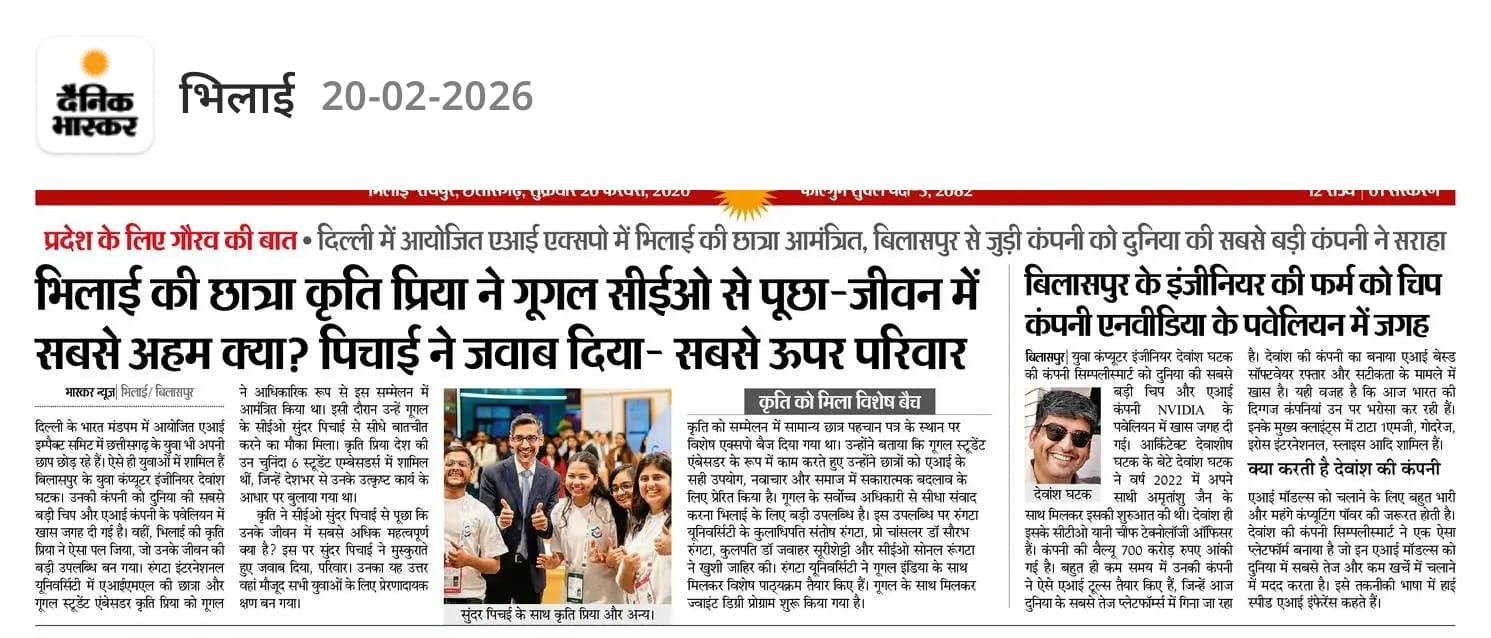 दैनिक
भास्कर
भिलाई 20-02-2026
प्रदेश के लिए गौरव की बात • दिल्ली में आयोजित एआई एक्सपो में भिलाई की छात्रा आमंत्रित, बिलासपुर से जुड़ी कंपनी को दुनिया की सबसे बड़ी कंपनी ने सराहा
भिलाई की छात्रा कृति प्रिया ने गूगल सीईओ से पूछा-जीवन में
सबसे अहम क्या? पिचाई ने जवाब दिया- सबसे ऊपर परिवार
भास्कर न्यूज | भिलाई/ बिलासपुर
दिल्ली के भारत मंडपम में आयोजित एआई
इम्पैक्ट समिट में छत्तीसगढ़ के युवा भी अपनी
छाप छोड़ रहे हैं। ऐसे ही युवाओं में शामिल हैं
बिलासपुर के युवा कंप्यूटर इंजीनियर देवांश
घटक। उनकी कंपनी को दुनिया की सबसे
बड़ी चिप और एआई कंपनी के पवेलियन में
खास जगह दी गई है। वहीं, भिलाई की कृति
प्रिया ने ऐसा पल जिया, जो उनके जीवन की
बड़ी उपलब्धि बन गया। रुंगटा इंटरनेशनल
यूनिवर्सिटी में एआईएमएल की छात्रा और
गूगल स्टूडेंट एंबेसडर कृति प्रिया को गूगल
ने आधिकारिक रूप से इस सम्मेलन में
आमंत्रित किया था। इसी दौरान उन्हें गूगल
के सीईओ सुंदर पिचाई से सीधे बातचीत
करने का मौका मिला। कृति प्रिया देश की
उन चुनिंदा 6 स्टूडेंट एम्बेसडर्स में शामिल
थीं, जिन्हें देशभर से उनके उत्कृष्ट कार्य के
आधार पर बुलाया गया था।
कृति ने सीईओ सुंदर पिचाई से पूछा कि
उनके जीवन में सबसे अधिक महत्वपूर्ण
क्या है? इस पर सुंदर पिचाई ने मुस्कुराते
हुए जवाब दिया, परिवार। उनका यह उत्तर
वहां मौजूद सभी युवाओं के लिए प्रेरणादायक
क्षण बन गया।
सुंदर पिचई के साथ कृति प्रिया और अन्य।
कृति को मिला विशेष बैच
कृति को सम्मेलन में सामान्य छात्र पहचान पत्र के स्थान पर
विशेष एक्सपो बैज दिया गया था। उन्होंने बताया कि गूगल स्टूडेंट
एंबेसडर के रूप में काम करते हुए उन्होंने छात्रों को एआई के
सही उपयोग, नवाचार और समाज में सकारात्मक बदलाव के
लिए प्रेरित किया है। गूगल के सर्वोच्च अधिकारी से सीधा संवाद
करना भिलाई के लिए बड़ी उपलब्धि है। इस उपलब्धि पर रुंगटा
यूनिवर्सिटी के कुलाधिपति संतोष रुंगटा, प्रो चांसलर डॉ सौरभ
रुंगटा, कुलपति डॉ जवाहर सूरीशेट्टी और सीईओ सोनल रूंगटा
ने खुशी जाहिर की। रुंगटा यूनिवर्सिटी ने गूगल इंडिया के साथ
मिलकर विशेष पाठ्यक्रम तैयार किए हैं। गूगल के साथ मिलकर
ज्वाइंट डिग्री प्रोग्राम शुरू किया गया है।
बिलासपुर के इंजीनियर की फर्म को चिप
कंपनी एनवीडिया के पवेलियन में जगह
बिलासपुर| युवा कंप्यूटर इंजीनियर देवांश घटक
की कंपनी सिम्पलीस्मार्ट को दुनिया की सबसे
बड़ी चिप और एआई
कंपनी NVIDIA के
पवेलियन में खास जगह दी
गई। आर्किटेक्ट देवाशीष
घटक के बेटे देवांश घटक
ने वर्ष 2022 में अपने
साथी अमृतांशु जैन के
देवांश घटक
साथ मिलकर इसकी शुरुआत की थी। देवांश ही
इसके सीटीओ यानी चीफ टेक्नोलॉजी ऑफिसर
हैं। कंपनी की वैल्यू 700 करोड़ रुपए आंकी
गई है। बहुत ही कम समय में उनकी कंपनी
ने ऐसे एआई टूल्स तैयार किए हैं, जिन्हें आज
दुनिया के सबसे तेज प्लेटफॉर्म्स में गिना जा रहा
है। देवांश की कंपनी का बनाया एआई बेस्ड
सॉफ्टवेयर रफ्तार और सटीकता के मामले में
खास है। यही वजह है कि आज भारत की
दिग्गज कंपनियां उन पर भरोसा कर रही हैं।
इनके मुख्य क्लाइंट्स में टाटा 1एमजी, गोदरेज,
इरोस इंटरनेशनल, स्लाइस आदि शामिल हैं।
क्या करती है देवांश की कंपनी
एआई मॉडल्स को चलाने के लिए बहुत भारी
और महंगे कंप्यूटिंग पॉवर की जरूरत होती है।
देवांश की कंपनी सिम्पलीस्मार्ट ने एक ऐसा
प्लेटफॉर्म बनाया है जो इन एआई मॉडल्स को
दुनिया में सबसे तेज और कम खर्चे में चलाने
में मदद करता है। इसे तकनीकी भाषा में हाई
स्पीड एआई इंफेरेंस कहते हैं।